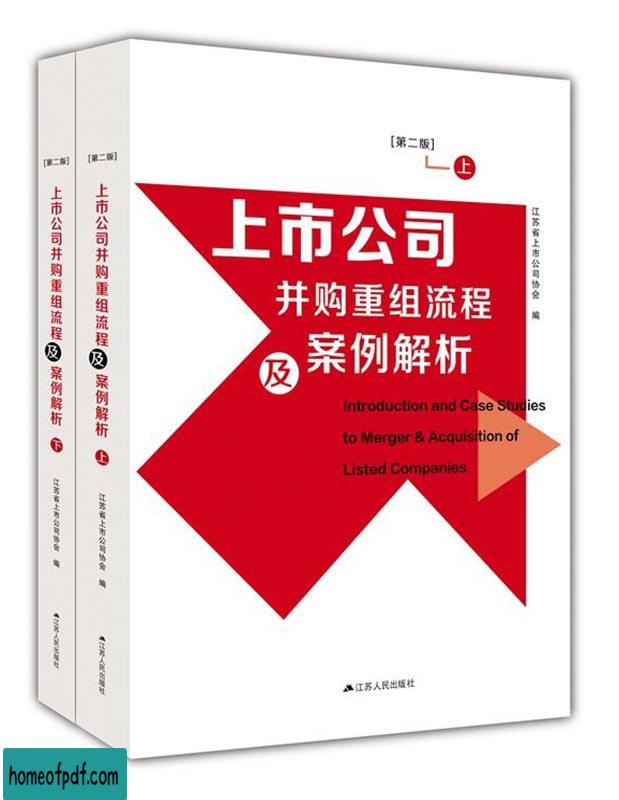 [第二版]
上
上市公司
并购重组流程
及
案例解析
Introduction and Case Studies
to Merger & Acquisition of
Listed Companies
江苏省上市公司协会 编
江苏人民出版社
[第二版]
上市公司并购重组流程及案例解析 上
江苏省上市公司协会 编
江苏人民出版社
[第二版]
上市公司并购重组流程及案例解析 下
江苏省上市公司协会 编
江苏人民出版社
homeofpdf.com